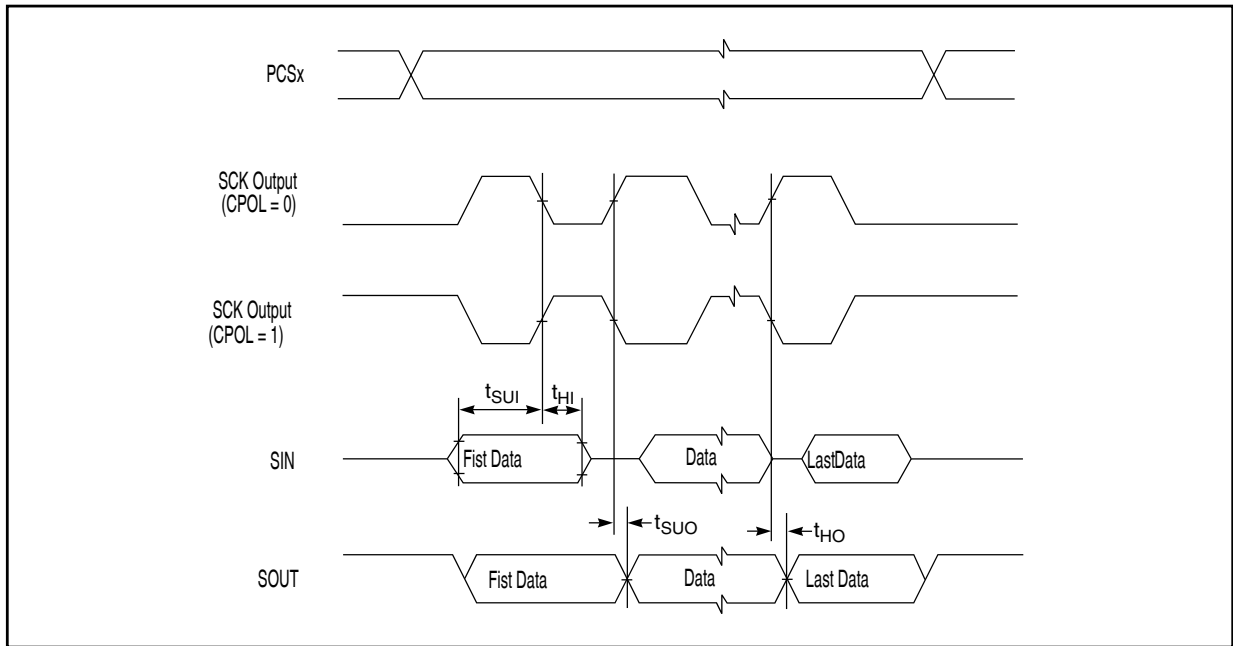 PCSx
SCK Output
(CPOL = 0)
SCK Output
(CPOL = 1)
tSUI
tHI
SIN
Fist Data
Data
LastData
tSUO
tHO
SOUT
Fist Data
Data
Last Data